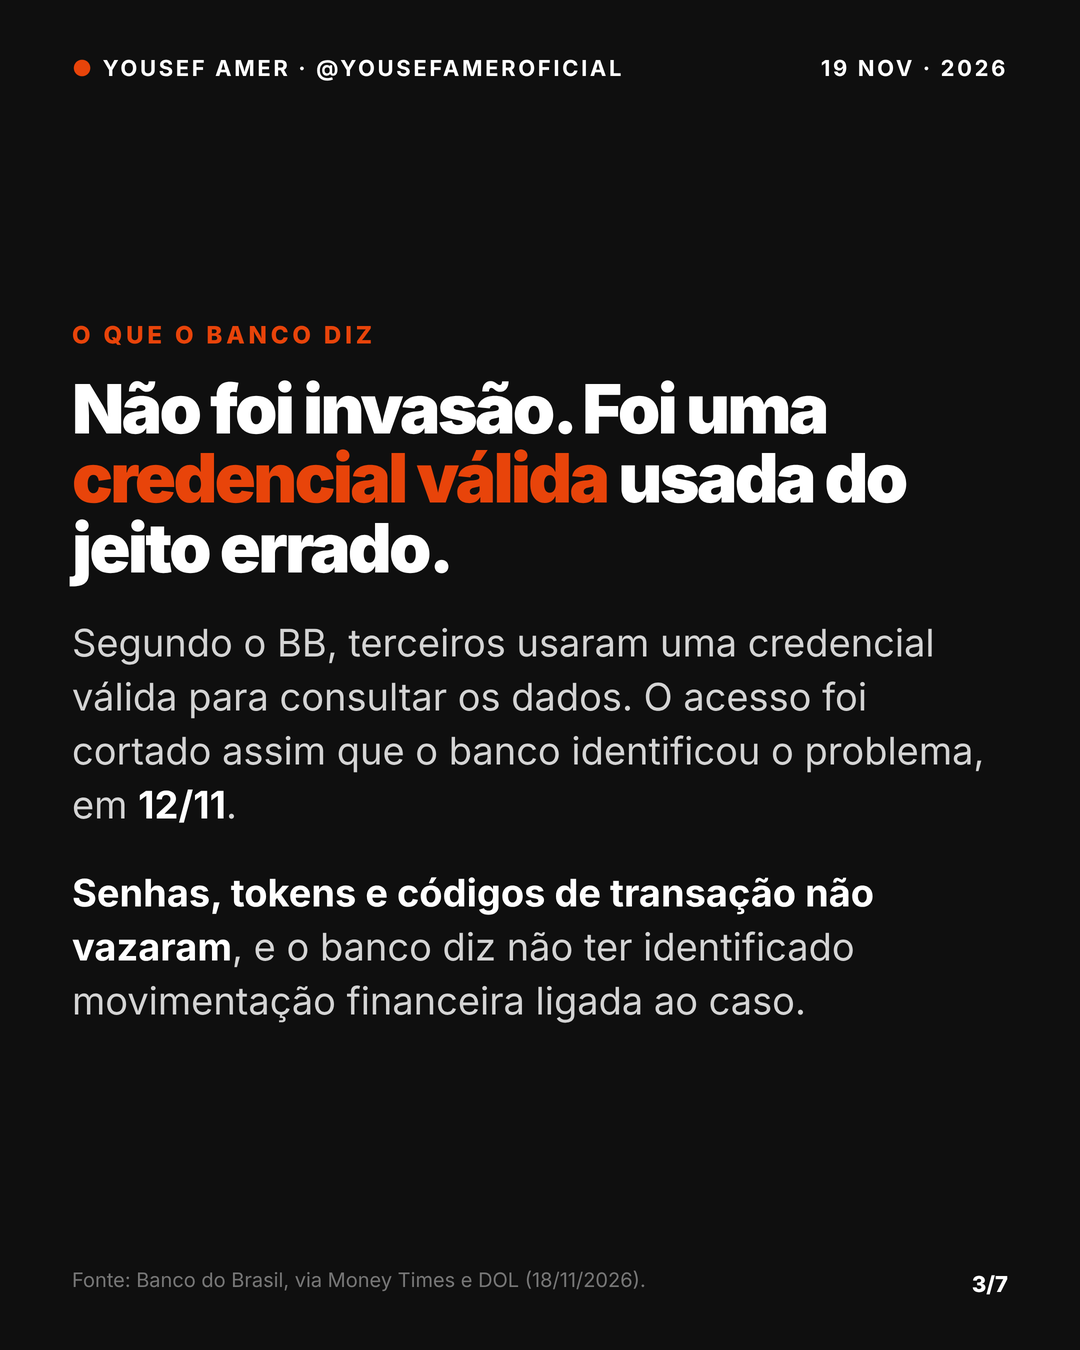 YOUSEF AMER · @YOUSEFAMEROFICIAL
19 NOV · 2026
O QUE O BANCO DIZ
Não foi invasão. Foi uma
credencial válida usada do
jeito errado.
Segundo o BB, terceiros usaram uma credencial
válida para consultar os dados. O acesso foi
cortado assim que o banco identificou o problema,
em 12/11.
Senhas, tokens e códigos de transação não
vazaram, e o banco diz não ter identificado
movimentação financeira ligada ao caso.
Fonte: Banco do Brasil, via Money Times e DOL (18/11/2026).
3/7